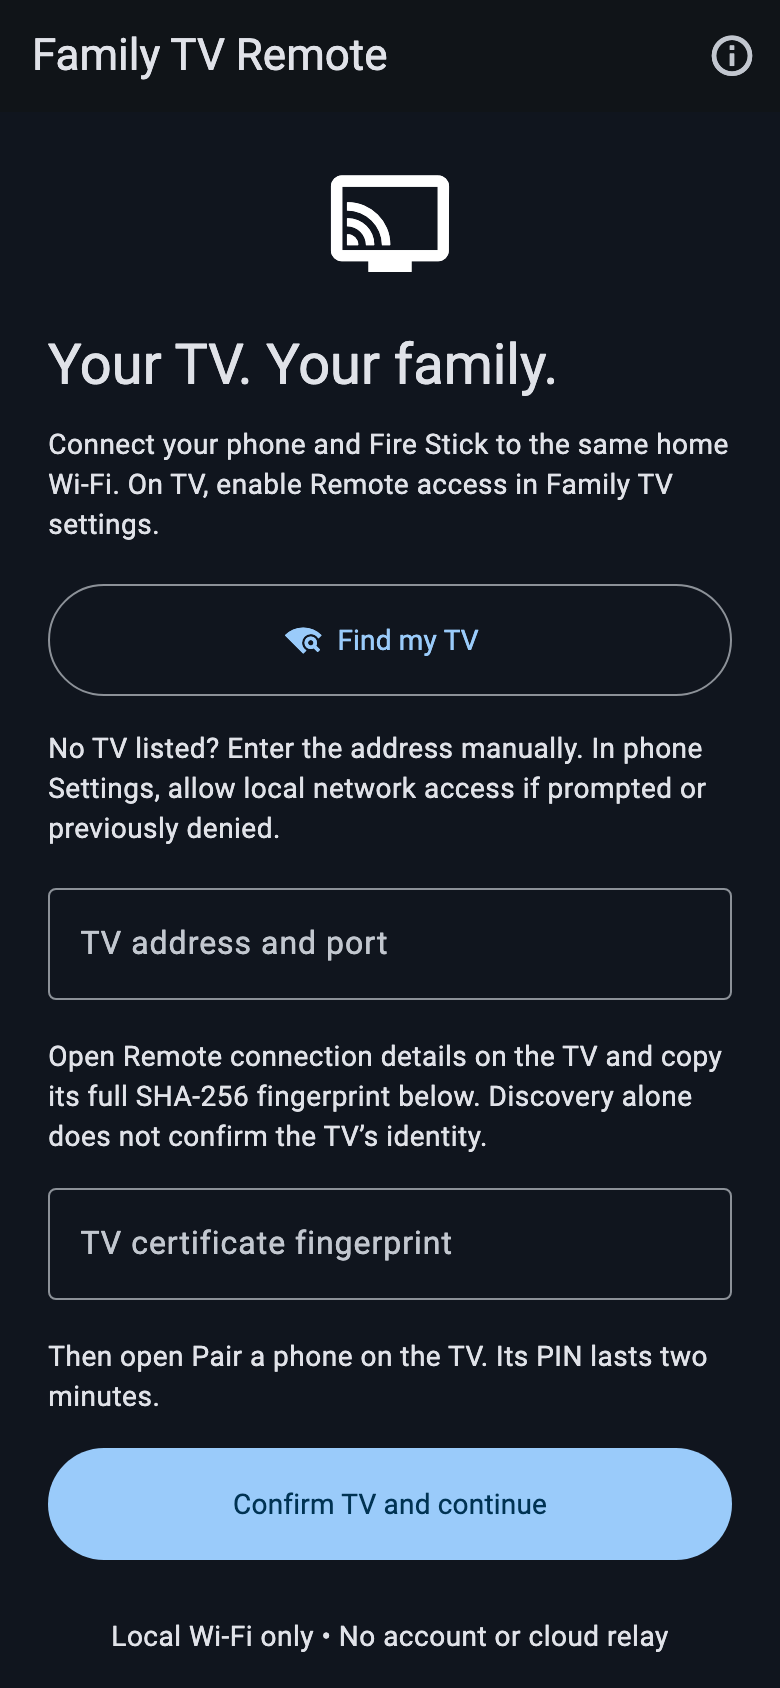 Family TV Remote
Your TV. Your family.
Connect your phone and Fire Stick to the same home
Wi-Fi. On TV, enable Remote access in Family TV
settings.
Find my TV
No TV listed? Enter the address manually. In phone
Settings, allow local network access if prompted or
previously denied.
TV address and port
Open Remote connection details on the TV and copy
its full SHA-256 fingerprint below. Discovery alone
does not confirm the TV’s identity.
TV certificate fingerprint
Then open Pair a phone on the TV. Its PIN lasts two
minutes.
Confirm TV and continue
Local Wi-Fi only • No account or cloud relay